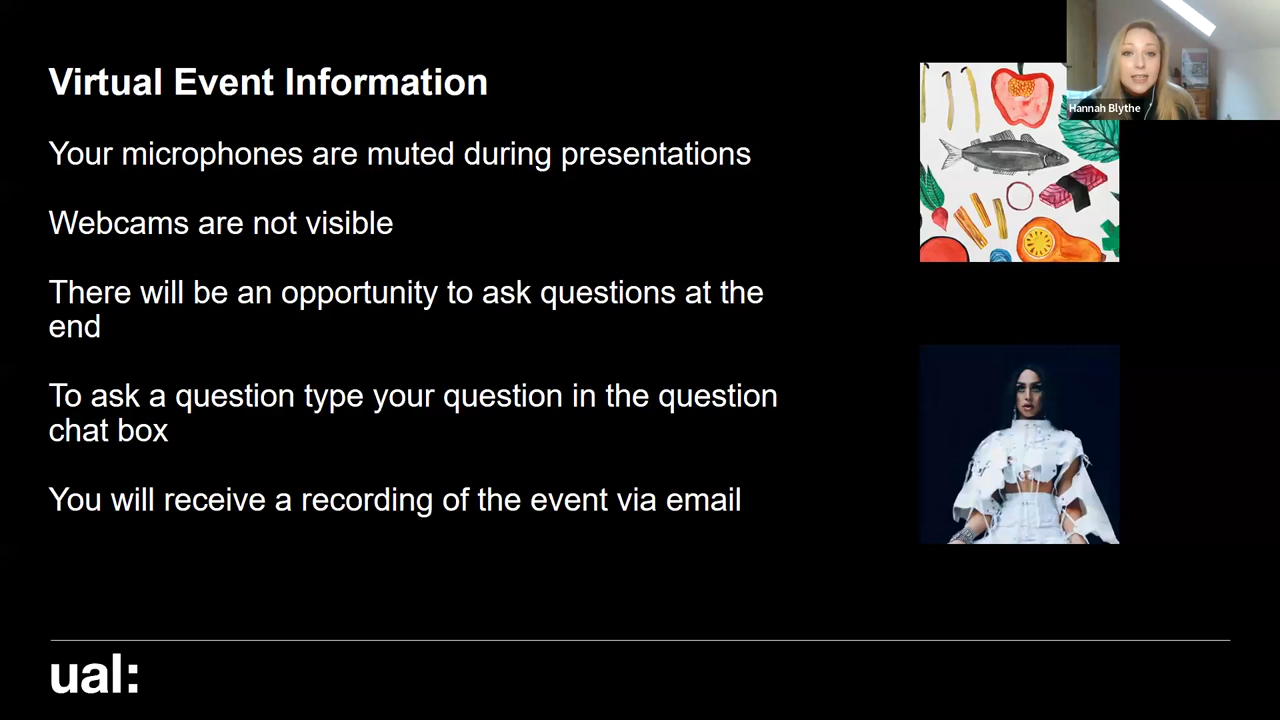 Virtual Event Information
Your microphones are muted during presentations
Webcams are not visible
There will be an opportunity to ask questions at the
end
To ask a question type your question in the question
chat box
You will receive a recording of the event via email
Hannah Blythe
ual: